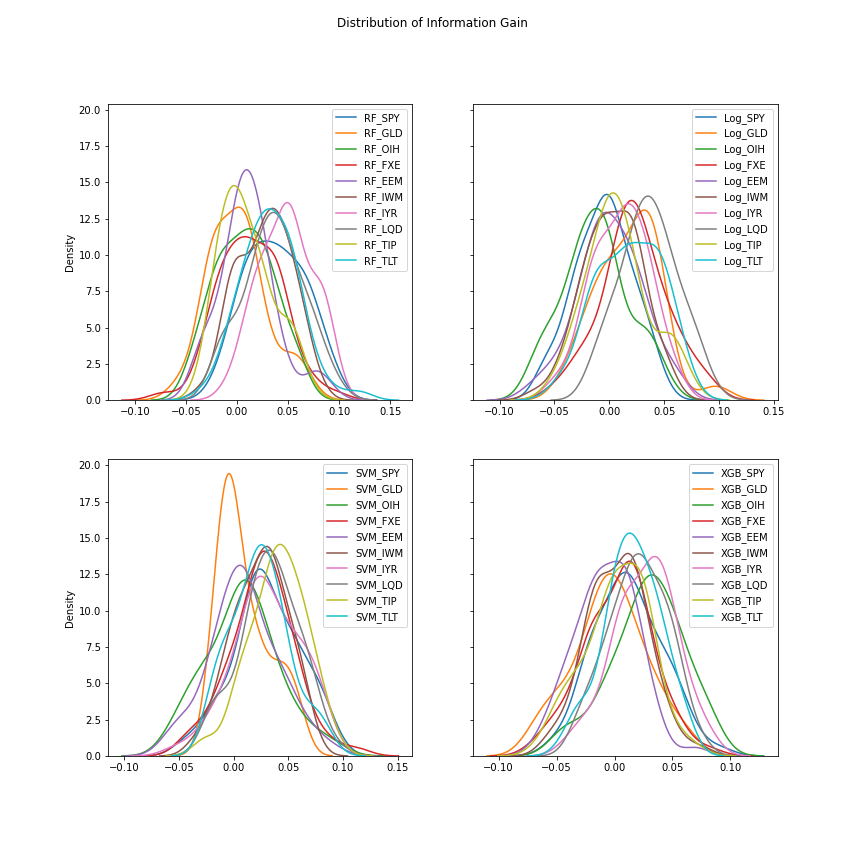 Distribution of Information Gain
20.0
17.5
15.0
12.5
10.0
7.5
5.0
2.5
0.0
Density
−0.10 −0.05 0.00 0.05 0.10 0.15
RF_SPY
RF_GLD
RF_OIH
RF_FXE
RF_EEM
RF_IWM
RF_IYR
RF_LQD
RF_TIP
RF_TLT
−0.10 −0.05 0.00 0.05 0.10 0.15
Log_SPY
Log_GLD
Log_OIH
Log_FXE
Log_EEM
Log_IWM
Log_IYR
Log_LQD
Log_TIP
Log_TLT
20.0
17.5
15.0
12.5
10.0
7.5
5.0
2.5
0.0
Density
−0.10 −0.05 0.00 0.05 0.10 0.15
SVM_SPY
SVM_GLD
SVM_OIH
SVM_FXE
SVM_EEM
SVM_IWM
SVM_IYR
SVM_LQD
SVM_TIP
SVM_TLT
−0.10 −0.05 0.00 0.05 0.10
XGB_SPY
XGB_GLD
XGB_OIH
XGB_FXE
XGB_EEM
XGB_IWM
XGB_IYR
XGB_LQD
XGB_TIP
XGB_TLT